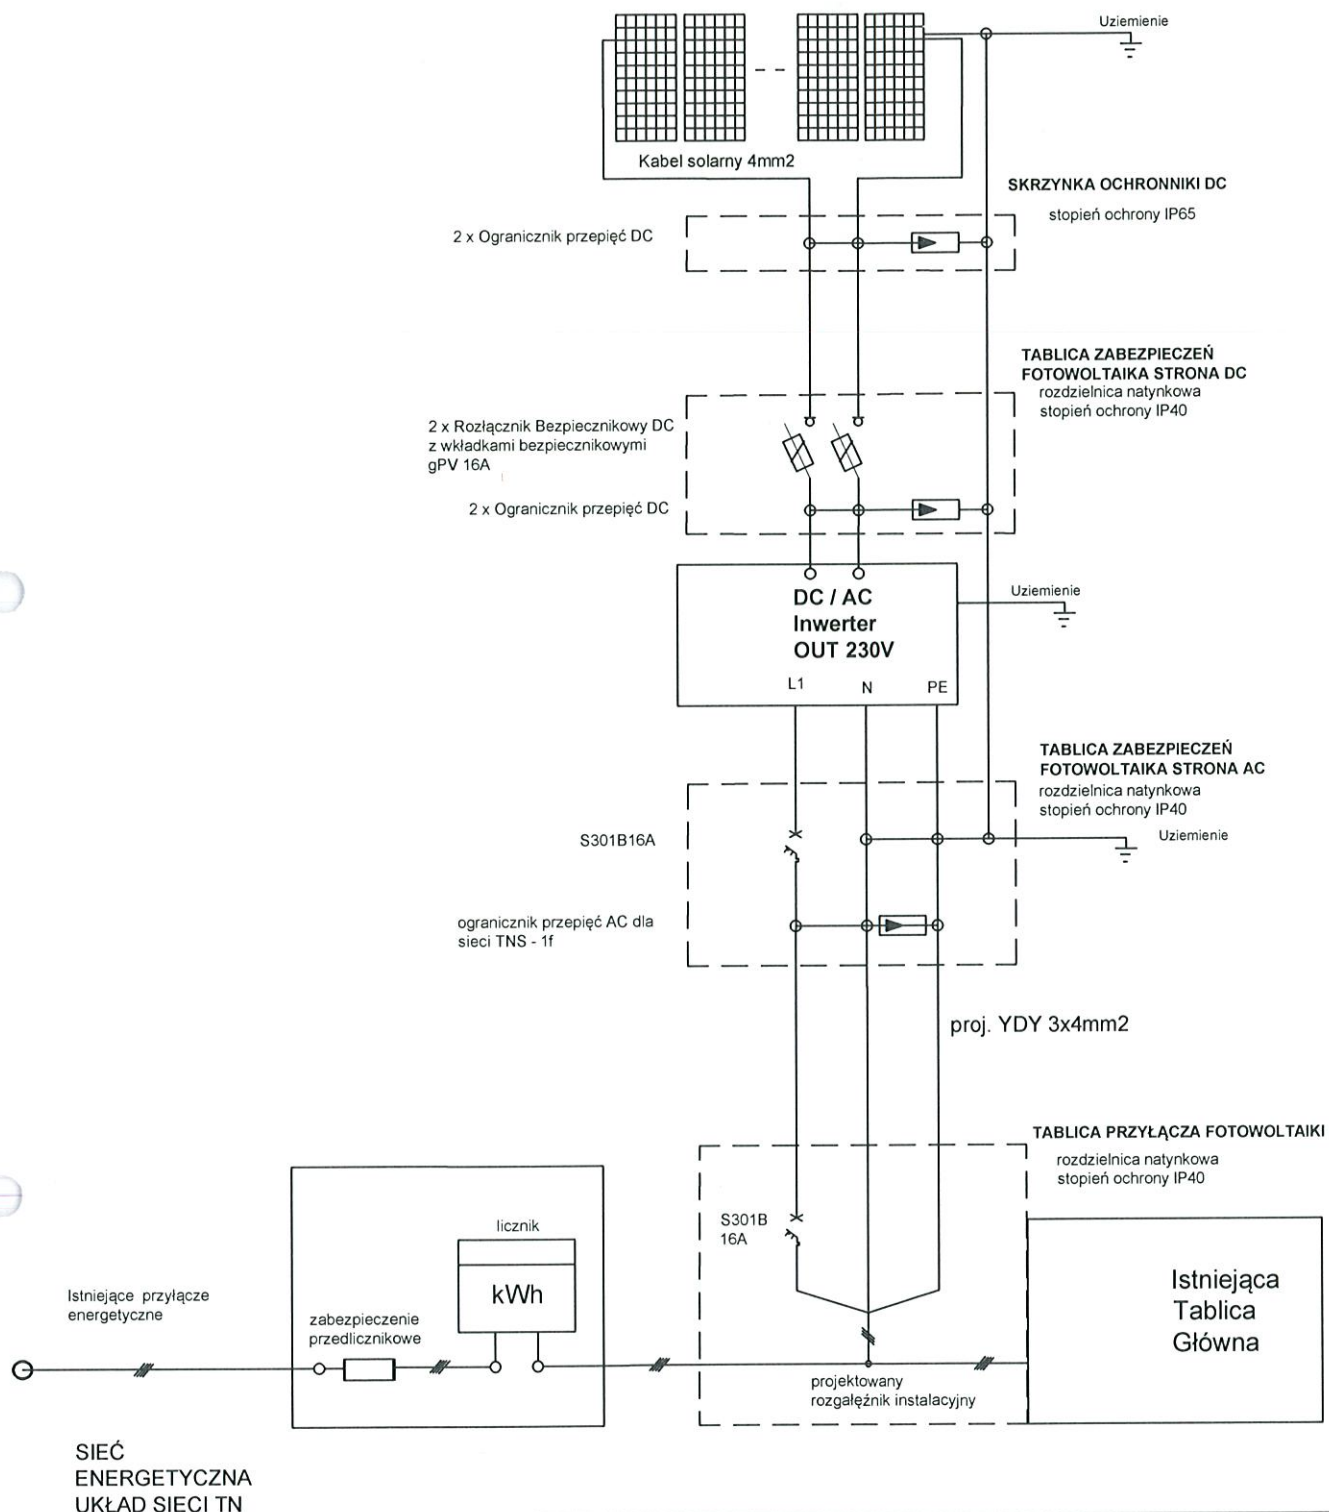 Uziemienie
Kabel solarny 4mm2
SKRZYNKA OCHRONNIKI DC
stopień ochrony IP65
2 x Ogranicznik przepięć DC
TABLICA ZABEZPIECZEŃ
FOTOWOLTAIKA STRONA DC
rozdzielnica natynkowa
stopień ochrony IP40
2 x Rozłącznik Bezpiecznikowy DC
z wkładkami bezpiecznikowymi
gPV 16A
2 x Ogranicznik przepięć DC
DC / AC
Inwerter
OUT 230V
Uziemienie
L1 N PE
TABLICA ZABEZPIECZEŃ
FOTOWOLTAIKA STRONA AC
rozdzielnica natynkowa
stopień ochrony IP40
S301B16A
Uziemienie
ogranicznik przepięć AC dla
sieci TNS - 1f
proj. YDY 3x4mm2
TABLICA PRZYŁĄCZA FOTOWOLTAIKI
rozdzielnica natynkowa
stopień ochrony IP40
S301B
16A
licznik
kWh
Istniejące przyłącze
energetyczne
zabezpieczenie
przedlicznikowe
Istniejąca
Tablica
Główna
projektowany
rozgałęźnik instalacyjny
SIEĆ
ENERGETYCZNA
UKŁAD SIECI TN